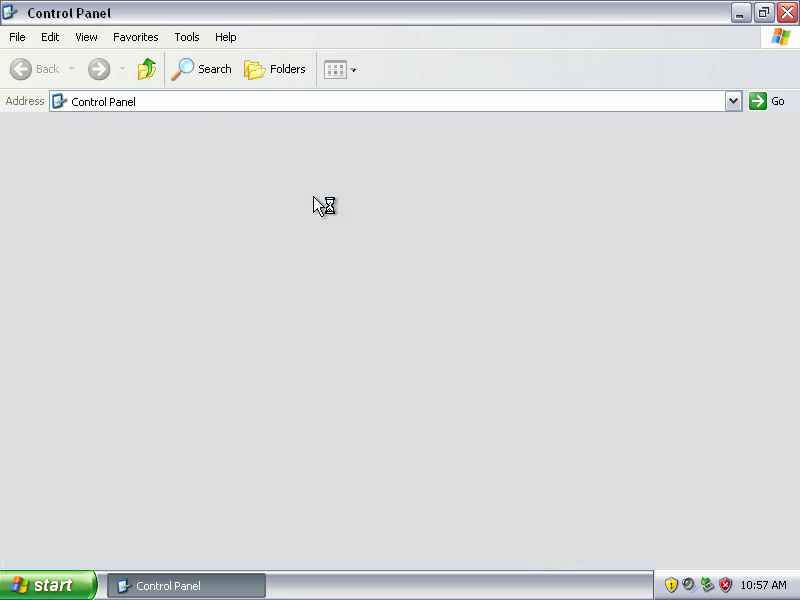 Control Panel
File Edit View Favorites Tools Help
Back Search Folders
Address Control Panel Go
start Control Panel 10:57 AM